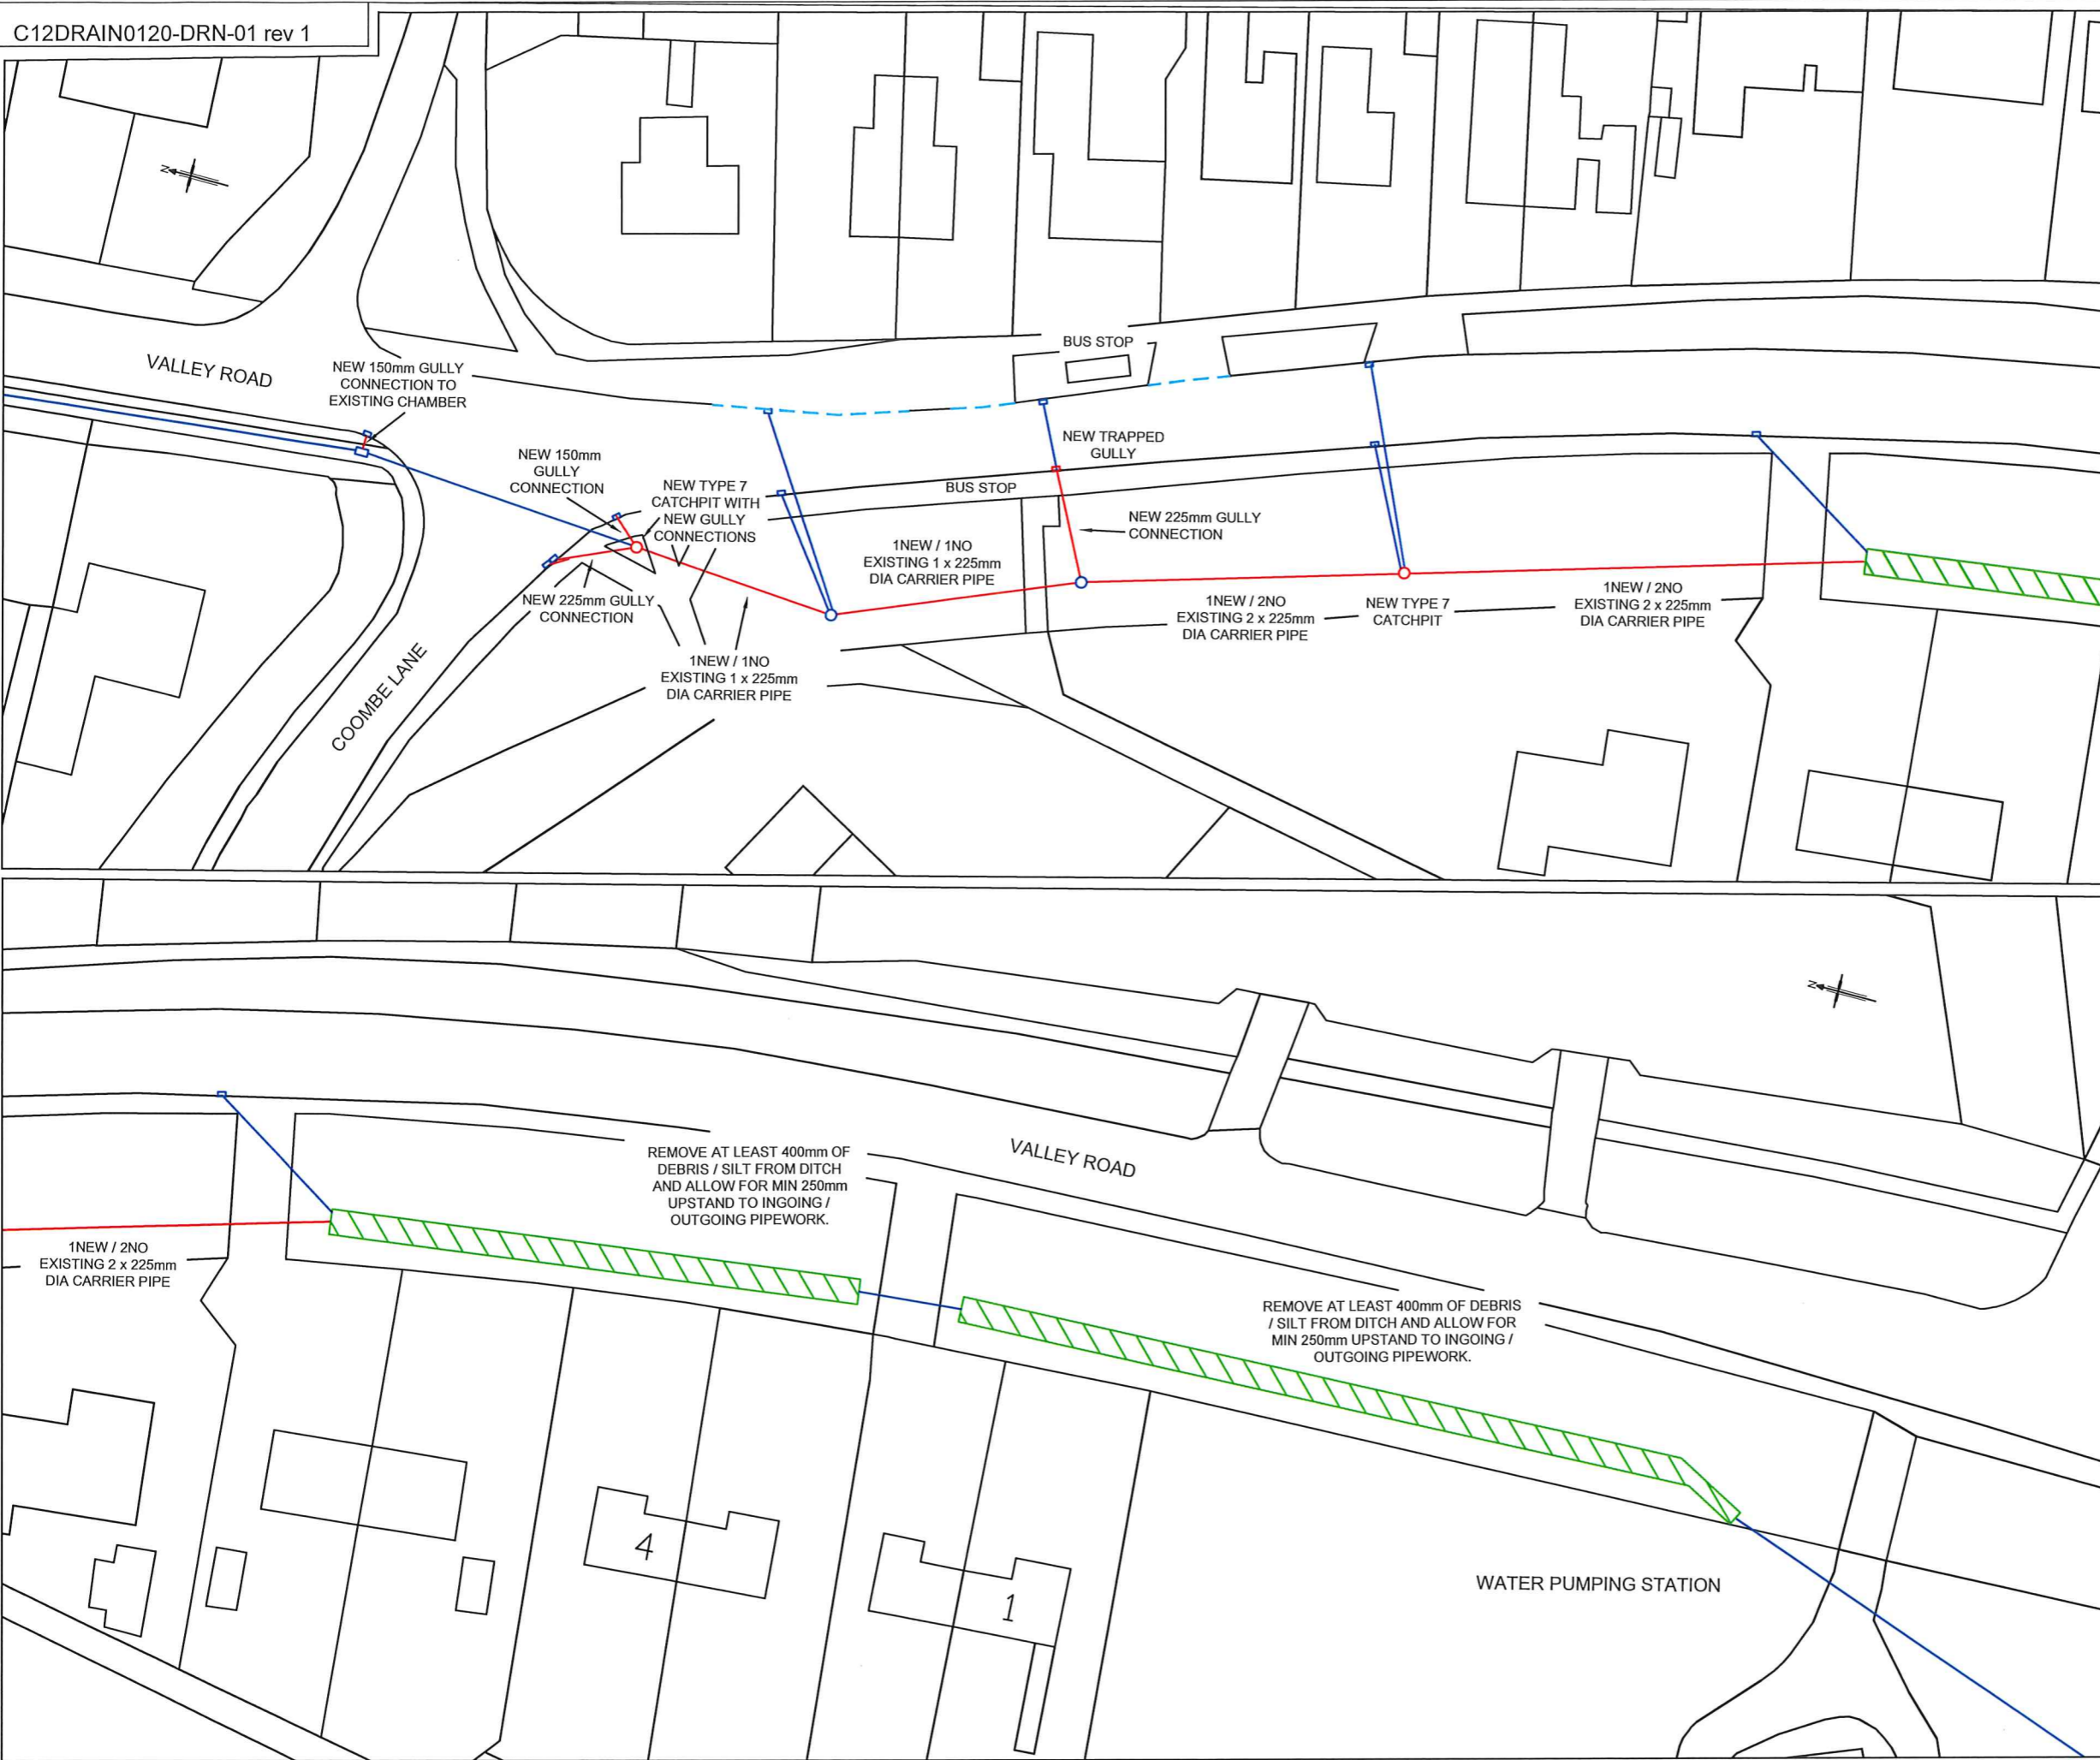 C12DRAIN0120-DRN-01 rev 1
N
VALLEY ROAD
NEW 150mm GULLY
CONNECTION TO
EXISTING CHAMBER
BUS STOP
NEW 150mm
GULLY
CONNECTION
NEW TYPE 7
CATCHPIT WITH
NEW GULLY
CONNECTIONS
NEW TRAPPED
GULLY
BUS STOP
NEW 225mm GULLY
CONNECTION
1NEW / 1NO
EXISTING 1 x 225mm
DIA CARRIER PIPE
NEW 225mm GULLY
CONNECTION
1NEW / 2NO
EXISTING 2 x 225mm
DIA CARRIER PIPE
NEW TYPE 7
CATCHPIT
1NEW / 2NO
EXISTING 2 x 225mm
DIA CARRIER PIPE
1NEW / 1NO
EXISTING 1 x 225mm
DIA CARRIER PIPE
COOMBE LANE
N
VALLEY ROAD
REMOVE AT LEAST 400mm OF
DEBRIS / SILT FROM DITCH
AND ALLOW FOR MIN 250mm
UPSTAND TO INGOING /
OUTGOING PIPEWORK.
1NEW / 2NO
EXISTING 2 x 225mm
DIA CARRIER PIPE
REMOVE AT LEAST 400mm OF DEBRIS
/ SILT FROM DITCH AND ALLOW FOR
MIN 250mm UPSTAND TO INGOING /
OUTGOING PIPEWORK.
4
1
WATER PUMPING STATION